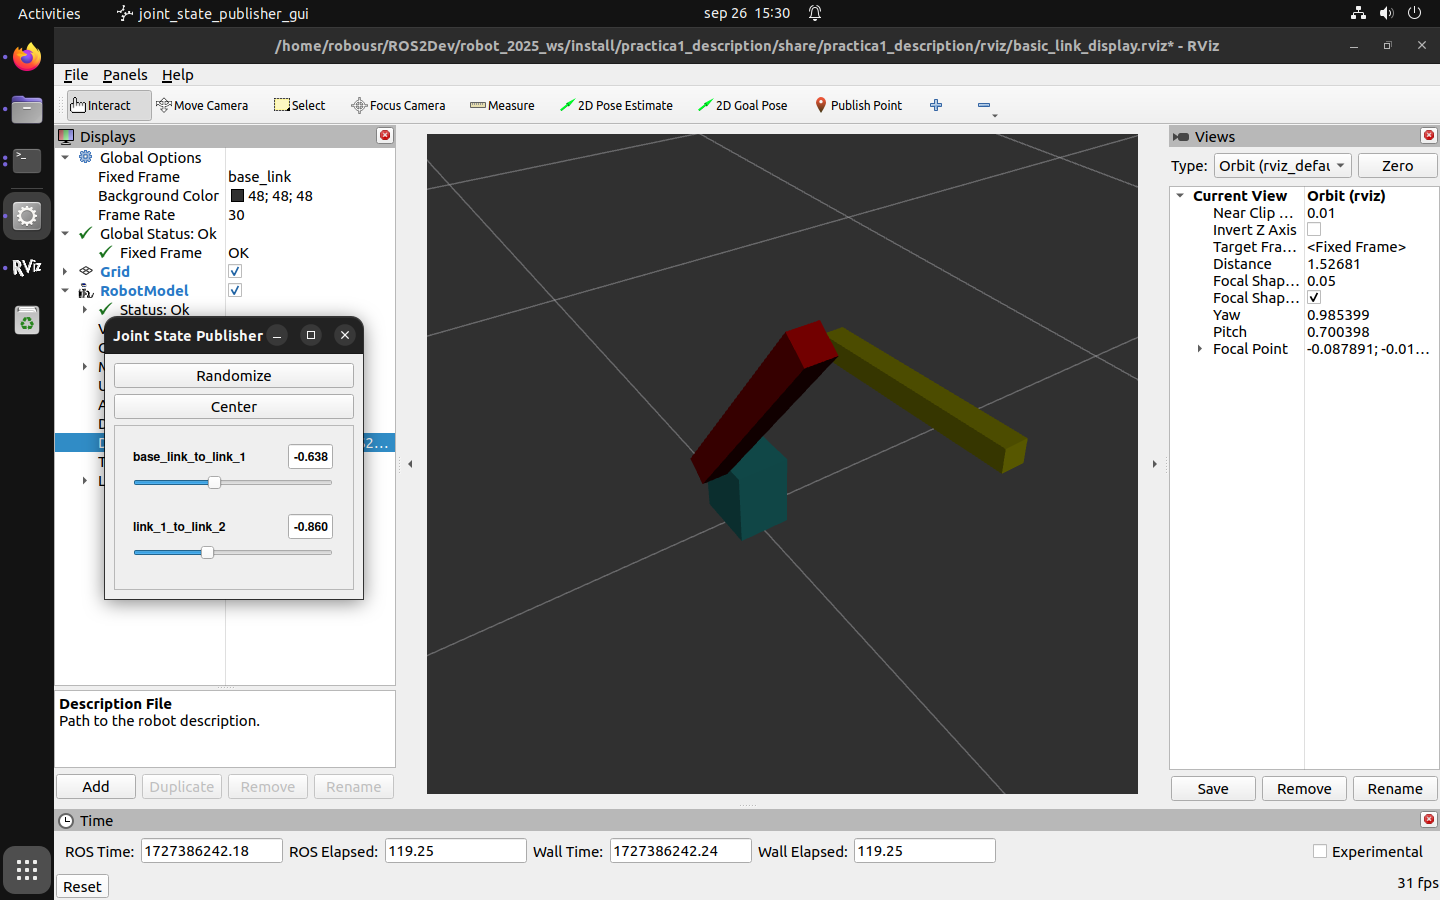 Activities joint_state_publisher_gui sep 26 15:30
/home/robousr/ROS2Dev/robot_2025_ws/install/practica1_description/share/practica1_description/rviz/basic_link_display.rviz* - RViz
File Panels Help
Interact Move Camera Select Focus Camera Measure 2D Pose Estimate 2D Goal Pose Publish Point
Displays
Global Options
Fixed Frame base_link
Background Color 48; 48; 48
Frame Rate 30
Global Status: Ok
Fixed Frame OK
Grid
RobotModel
Status: Ok
Joint State Publisher
Randomize
Center
base_link_to_link_1 -0.638
link_1_to_link_2 -0.860
Description File
Path to the robot description.
Add Duplicate Remove Rename
Views
Type: Orbit (rviz_defau Zero
Current View Orbit (rviz)
Near Clip ... 0.01
Invert Z Axis
Target Fra... <Fixed Frame>
Distance 1.52681
Focal Shap... 0.05
Focal Shap...
Yaw 0.985399
Pitch 0.700398
Focal Point -0.087891; -0.01...
Save Remove Rename
Time
ROS Time: 1727386242.18 ROS Elapsed: 119.25 Wall Time: 1727386242.24 Wall Elapsed: 119.25 Experimental
Reset 31 fps
RViz